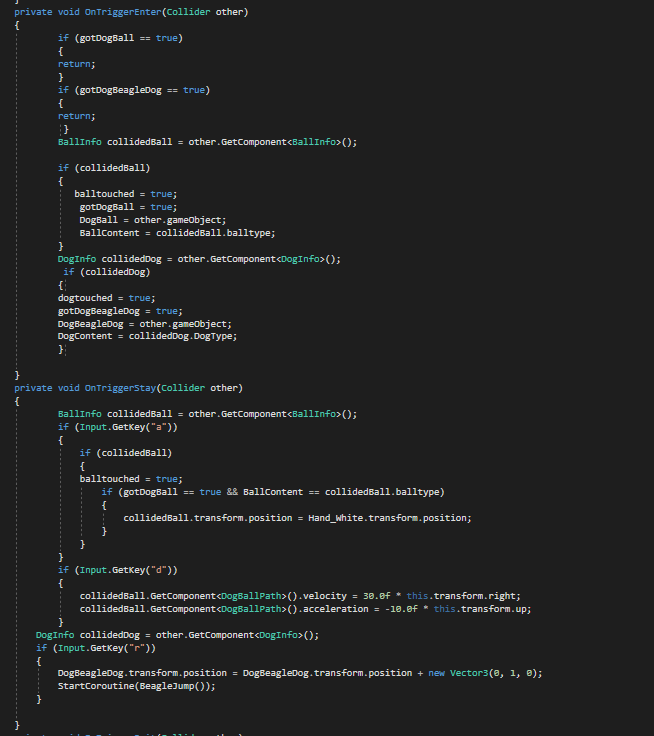 }
private void OnTriggerEnter(Collider other)
{
if (gotDogBall == true)
{
return;
}
if (gotDogBeagleDog == true)
{
return;
}
BallInfo collidedBall = other.GetComponent<BallInfo>();
if (collidedBall)
{
balltouched = true;
gotDogBall = true;
DogBall = other.gameObject;
BallContent = collidedBall.balltype;
}
DogInfo collidedDog = other.GetComponent<DogInfo>();
if (collidedDog)
{
dogtouched = true;
gotDogBeagleDog = true;
DogBeagleDog = other.gameObject;
DogContent = collidedDog.DogType;
}
}
private void OnTriggerStay(Collider other)
{
BallInfo collidedBall = other.GetComponent<BallInfo>();
if (Input.GetKey("a"))
{
if (collidedBall)
{
balltouched = true;
if (gotDogBall == true && BallContent == collidedBall.balltype)
{
collidedBall.transform.position = Hand_White.transform.position;
}
}
}
if (Input.GetKey("d"))
{
collidedBall.GetComponent<DogBallPath>().velocity = 30.0f * this.transform.right;
collidedBall.GetComponent<DogBallPath>().acceleration = -10.0f * this.transform.up;
}
DogInfo collidedDog = other.GetComponent<DogInfo>();
if (Input.GetKey("r"))
{
DogBeagleDog.transform.position = DogBeagleDog.transform.position + new Vector3(0, 1, 0);
StartCoroutine(BeagleJump());
}
}